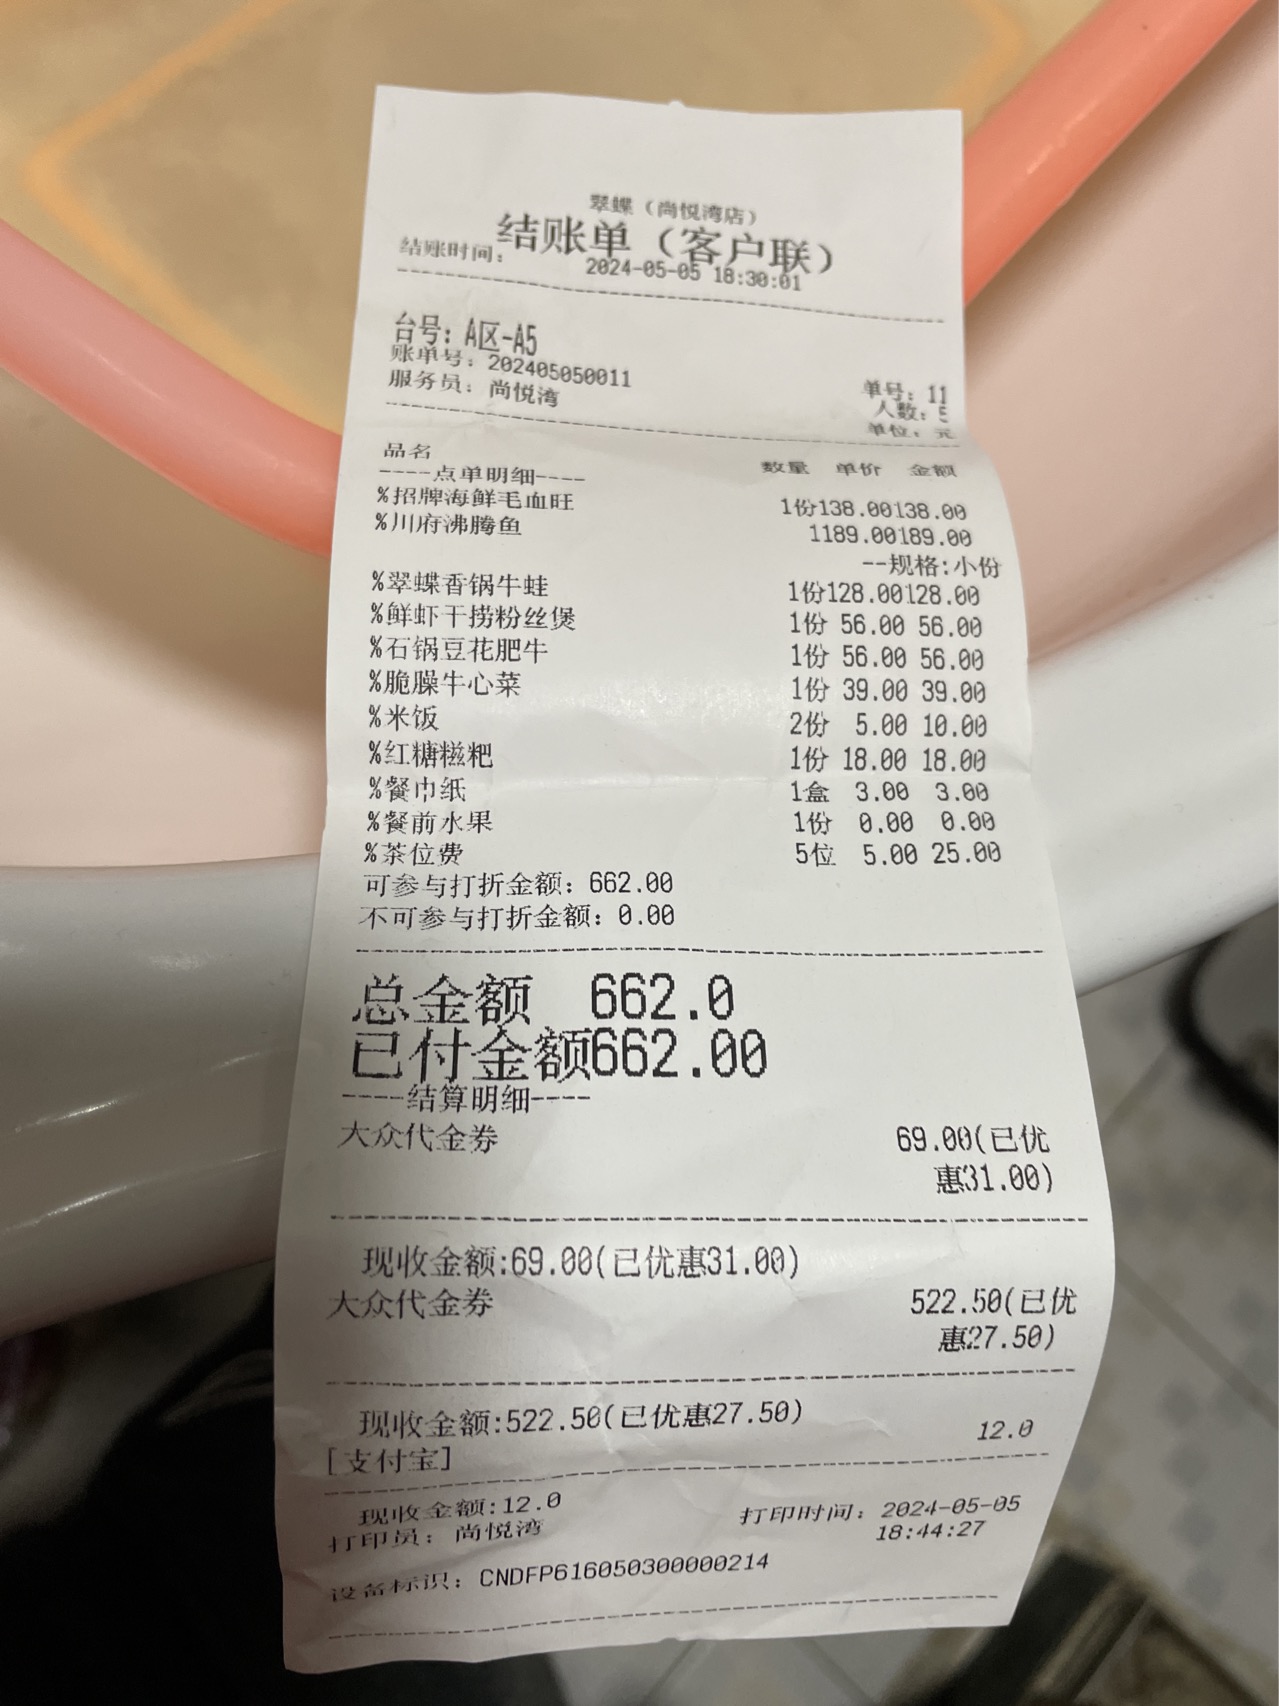 翠蝶（尚悦湾店）
结账单（客户联）
结账时间： 2024-05-05 18:30:01
台号：A区-A5
账单号：202405050011 单号：11
服务员：尚悦湾 人数：5
单位：元
品名 数量 单价 金额
----点单明细----
%招牌海鲜毛血旺 1份138.00138.00
%川府沸腾鱼 1189.00189.00
--规格:小份
%翠蝶香锅牛蛙 1份128.00128.00
%鲜虾干捞粉丝煲 1份 56.00 56.00
%石锅豆花肥牛 1份 56.00 56.00
%脆臊牛心菜 1份 39.00 39.00
%米饭 2份 5.00 10.00
%红糖糍粑 1份 18.00 18.00
%餐巾纸 1盒 3.00 3.00
%餐前水果 1份 0.00 0.00
%茶位费 5位 5.00 25.00
可参与打折金额：662.00
不可参与打折金额：0.00
总金额 662.0
已付金额662.00
----结算明细----
大众代金券 69.00(已优
惠31.00)
现收金额:69.00(已优惠31.00)
大众代金券 522.50(已优
惠27.50)
现收金额:522.50(已优惠27.50)
[支付宝] 12.0
现收金额:12.0
打印员：尚悦湾 打印时间：2024-05-05
18:44:27
设备标识：CNDFP616050300000214